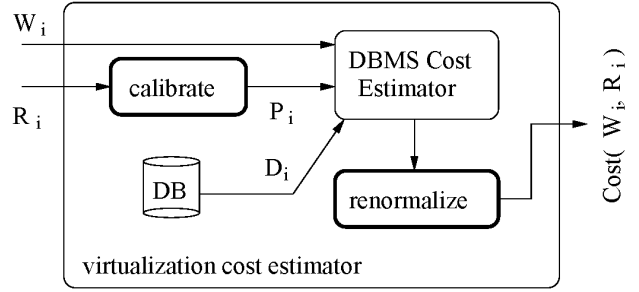 W i
DBMS Cost
Estimator
calibrate
R i
P i
D i
DB
renormalize
virtualization cost estimator
Cost( W i, R i )